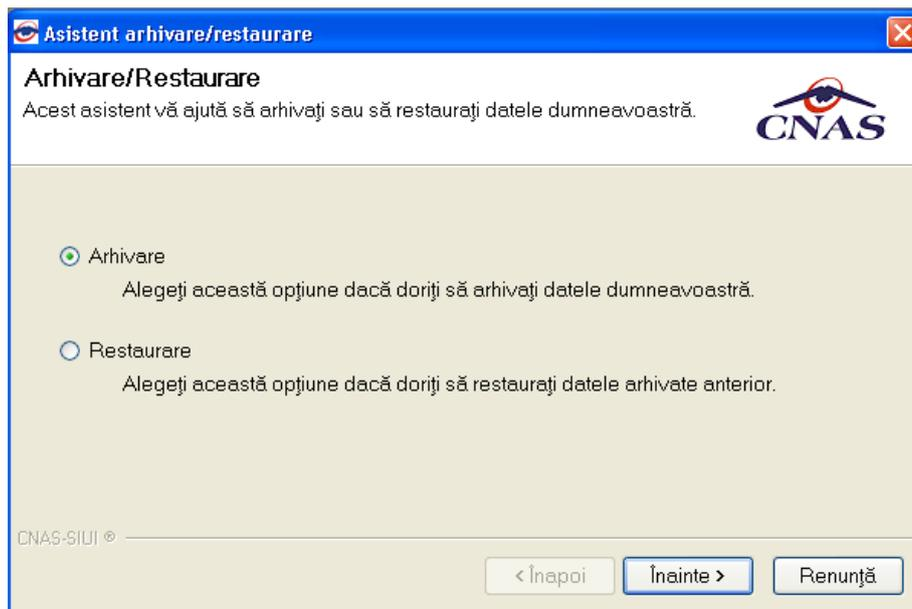 Asistent arhivare/restaurare
Arhivare/Restaurare
Acest asistent vă ajută să arhivaţi sau să restauraţi datele dumneavoastră.
CNAS
Arhivare
Alegeţi această opţiune dacă doriţi să arhivaţi datele dumneavoastră.
Restaurare
Alegeţi această opţiune dacă doriţi să restauraţi datele arhivate anterior.
CNAS-SIUI ®
< Înapoi
Înainte >
Renunţă